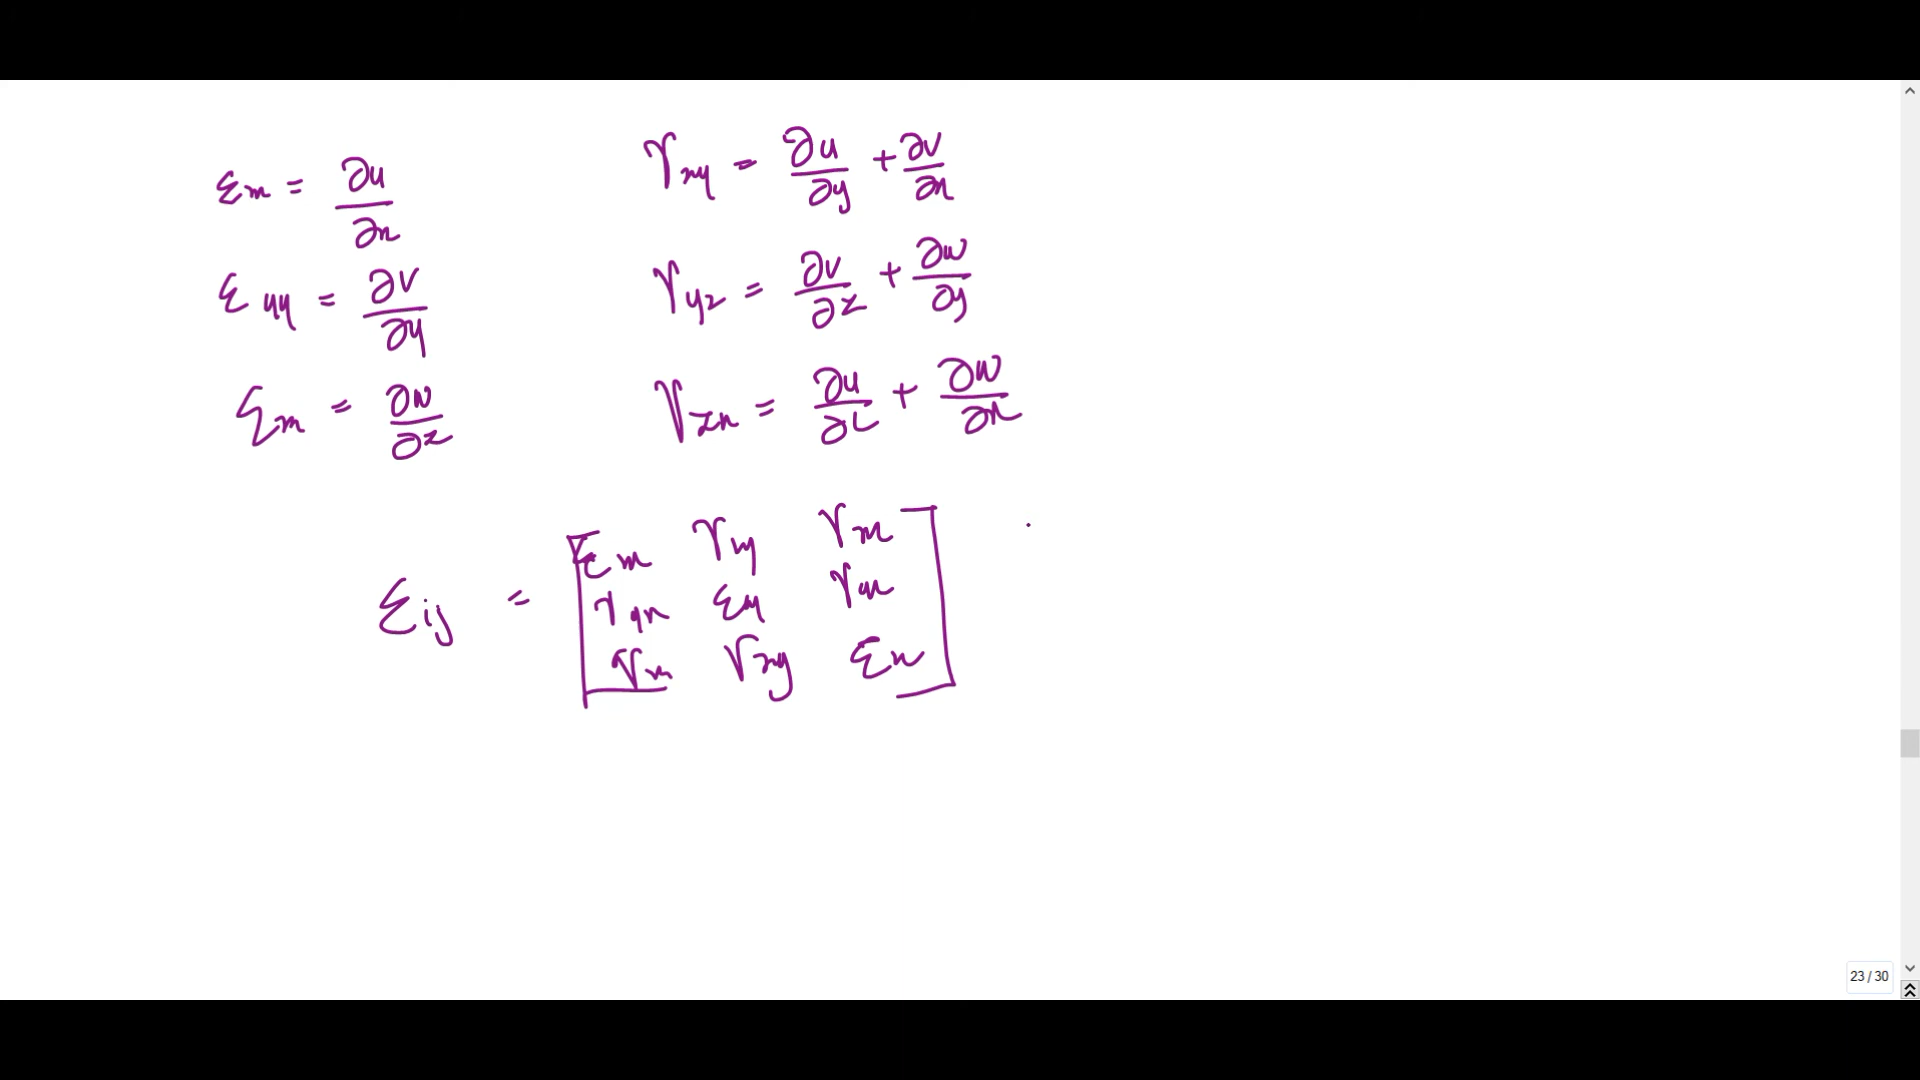 εxx = ∂u/∂x
γxy = ∂u/∂y + ∂v/∂x
εyy = ∂v/∂y
γyz = ∂v/∂z + ∂w/∂y
εzz = ∂w/∂z
γzx = ∂u/∂z + ∂w/∂x
εij = [ εxx γxy γxz
γyx εyy γyz
γzx γzy εzz ]
23 / 30